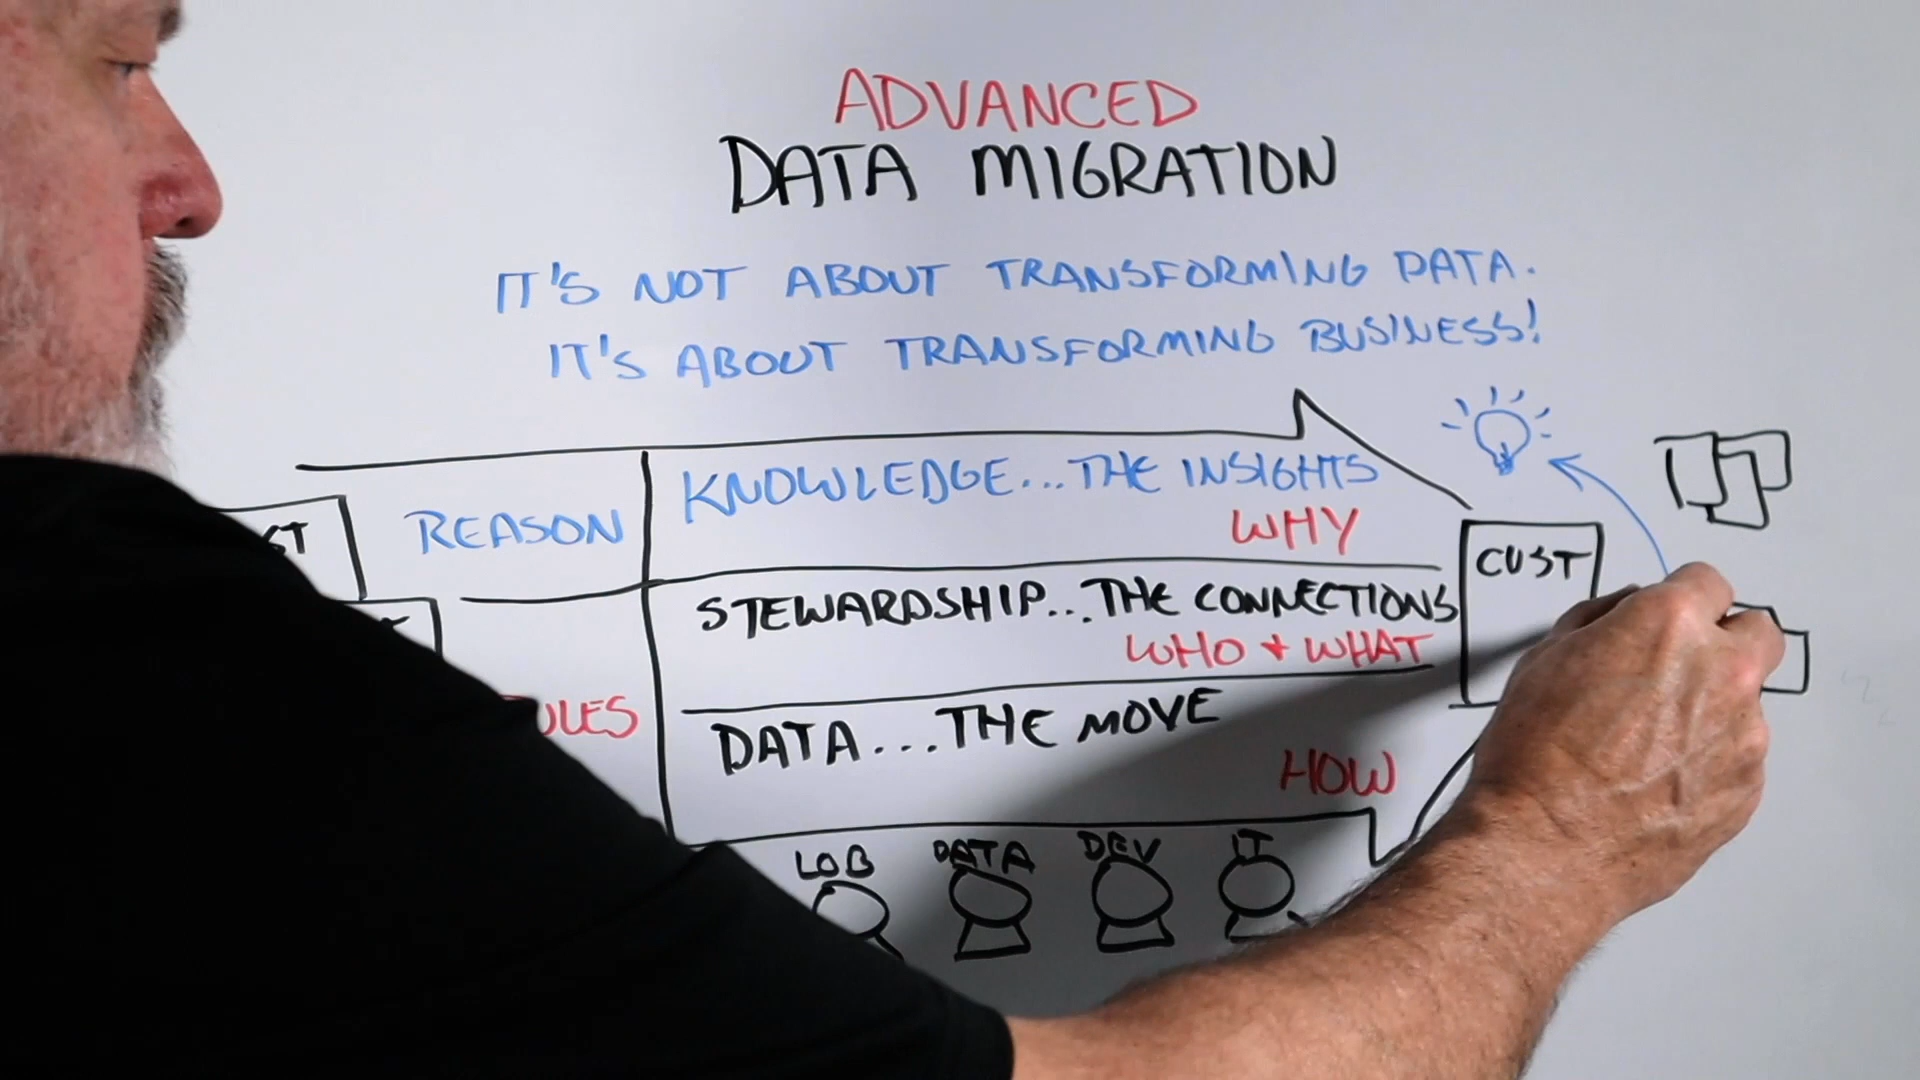 ADVANCED
DATA MIGRATION
IT'S NOT ABOUT TRANSFORMING DATA.
IT'S ABOUT TRANSFORMING BUSINESS!
REASON
KNOWLEDGE...THE INSIGHTS
WHY
CUST
STEWARDSHIP...THE CONNECTIONS
WHO + WHAT
DATA...THE MOVE
HOW
LOB DATA DEV IT